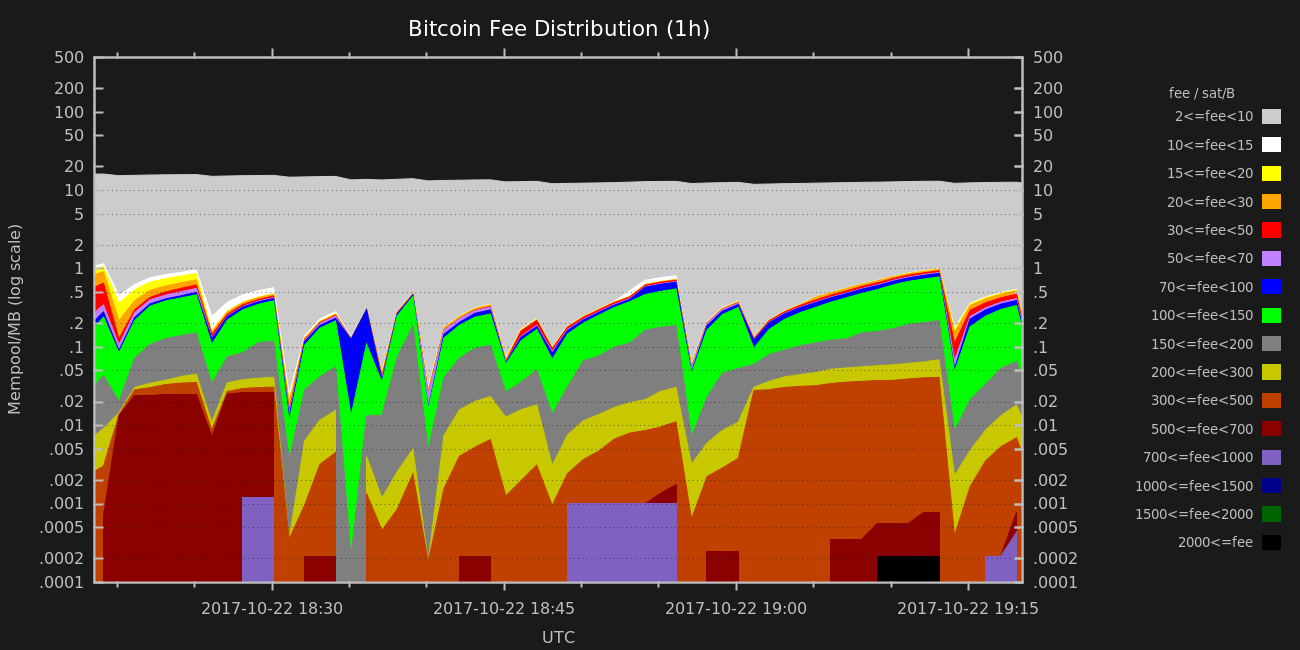 Bitcoin Fee Distribution (1h)
500
200
100
50
20
10
5
2
1
.5
.2
.1
.05
.02
.01
.005
.002
.001
.0005
.0002
.0001
Mempool/MB (log scale)
500
200
100
50
20
10
5
2
1
.5
.2
.1
.05
.02
.01
.005
.002
.001
.0005
.0002
.0001
2017-10-22 18:30
2017-10-22 18:45
2017-10-22 19:00
2017-10-22 19:15
UTC
fee / sat/B
2<=fee<10
10<=fee<15
15<=fee<20
20<=fee<30
30<=fee<50
50<=fee<70
70<=fee<100
100<=fee<150
150<=fee<200
200<=fee<300
300<=fee<500
500<=fee<700
700<=fee<1000
1000<=fee<1500
1500<=fee<2000
2000<=fee